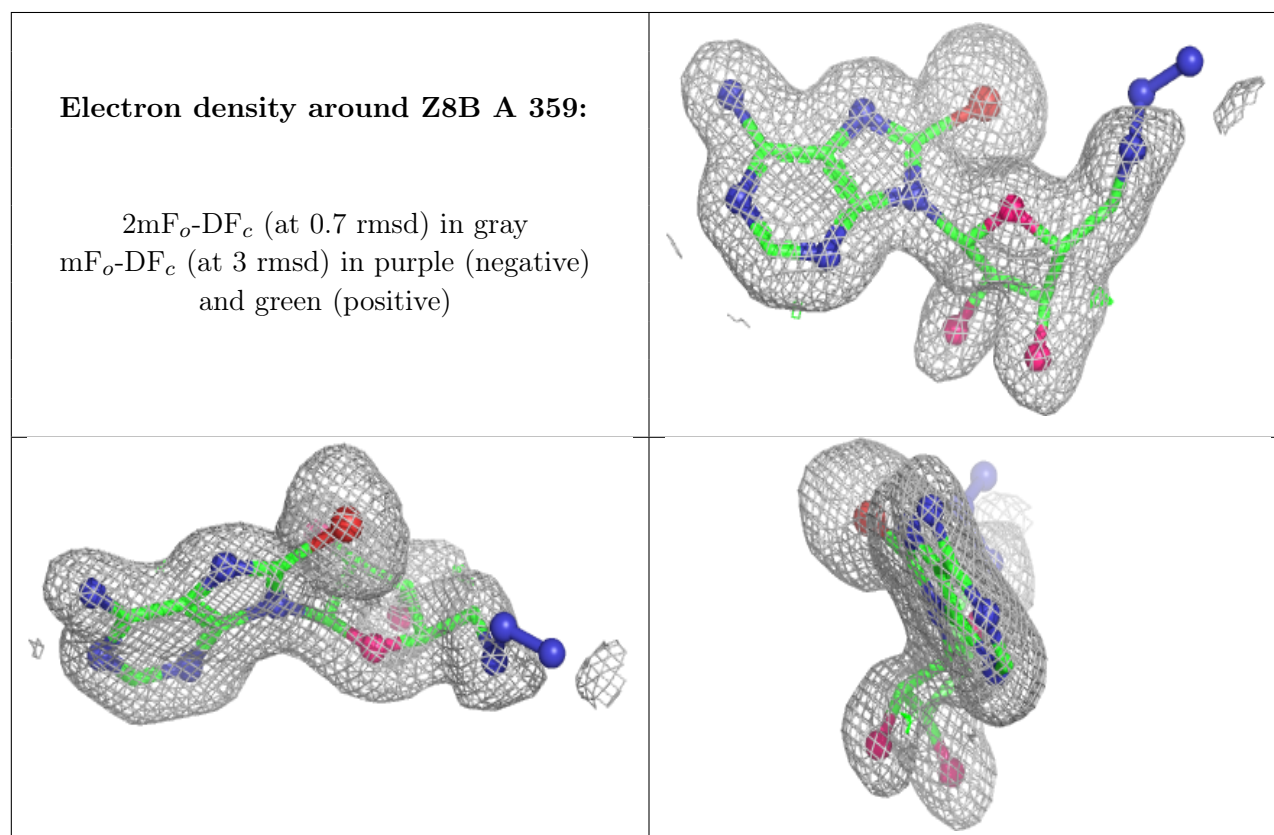 Electron density around Z8B A 359:
2mFo-DFc (at 0.7 rmsd) in gray
mFo-DFc (at 3 rmsd) in purple (negative)
and green (positive)